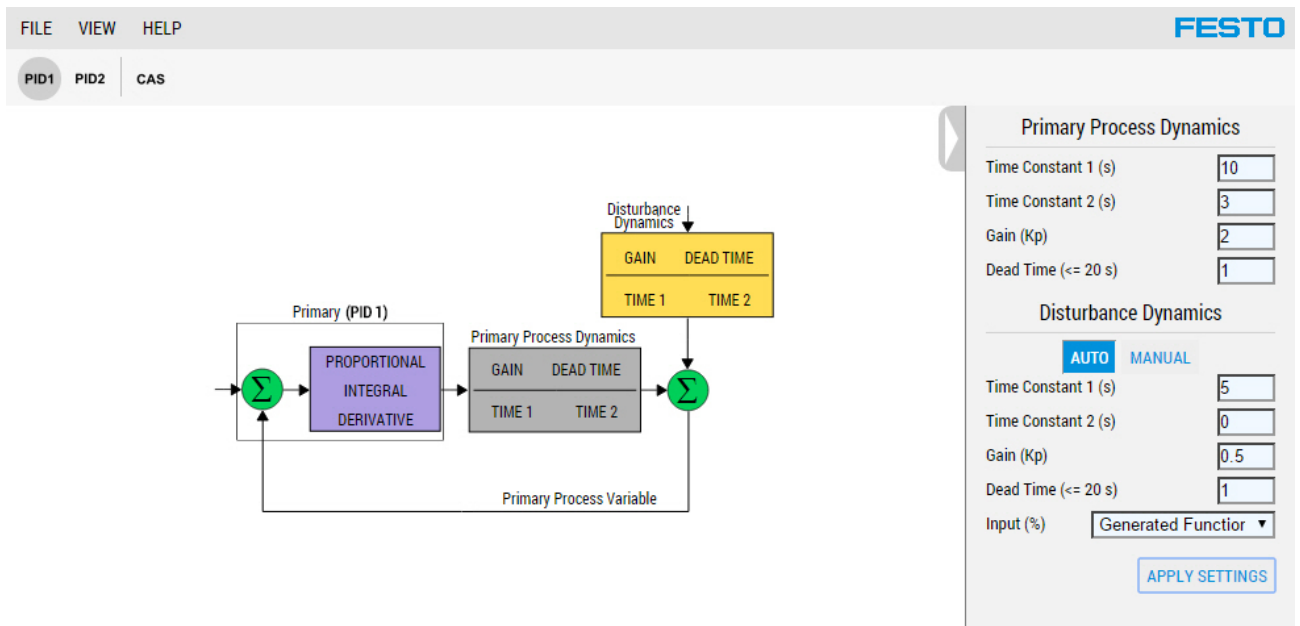 FILE VIEW HELP FESTO
PID1 PID2 CAS
Disturbance
Dynamics
GAIN DEAD TIME
TIME 1 TIME 2
Primary (PID 1)
PROPORTIONAL
INTEGRAL
DERIVATIVE
Σ
Primary Process Dynamics
GAIN DEAD TIME
TIME 1 TIME 2
Σ
Primary Process Variable
Primary Process Dynamics
Time Constant 1 (s) 10
Time Constant 2 (s) 3
Gain (Kp) 2
Dead Time (<= 20 s) 1
Disturbance Dynamics
AUTO MANUAL
Time Constant 1 (s) 5
Time Constant 2 (s) 0
Gain (Kp) 0.5
Dead Time (<= 20 s) 1
Input (%) Generated Functior
APPLY SETTINGS